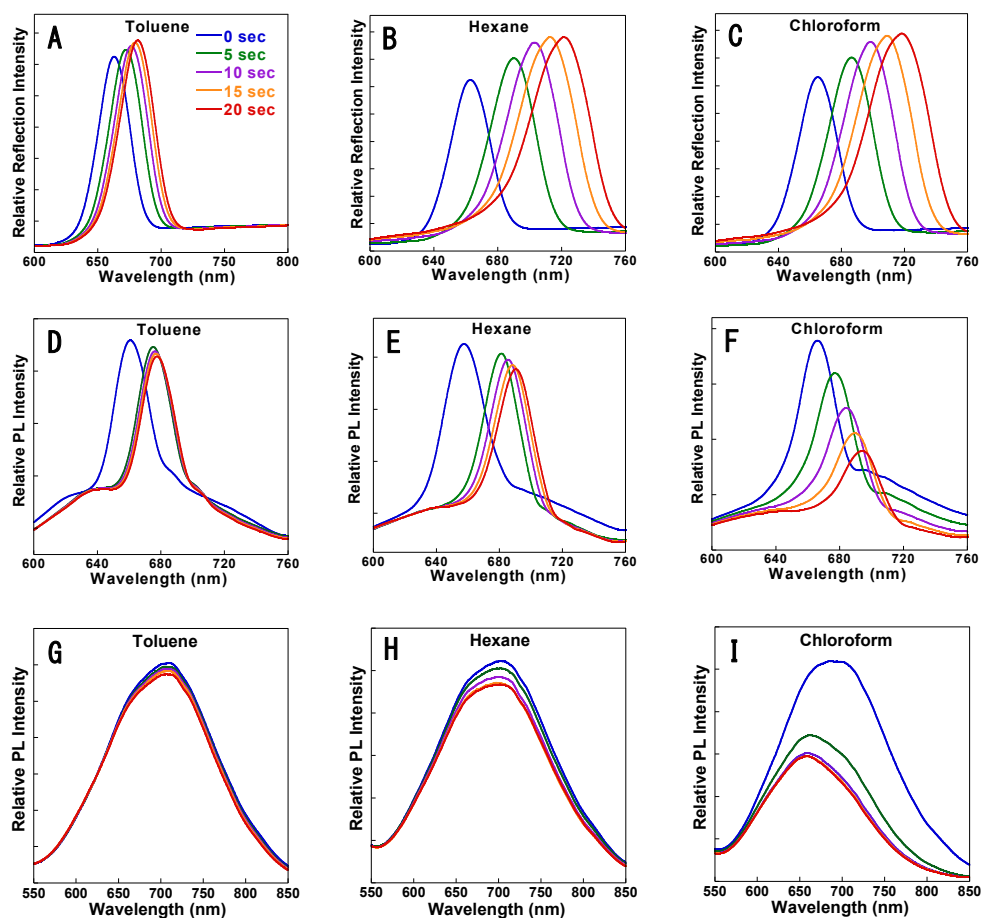 A
Toluene
0 sec
5 sec
10 sec
15 sec
20 sec
Relative Reflection Intensity
600 650 700 750 800
Wavelength (nm)
B
Hexane
Relative Reflection Intensity
600 640 680 720 760
Wavelength (nm)
C
Chloroform
Relative Reflection Intensity
600 640 680 720 760
Wavelength (nm)
D
Toluene
Relative PL Intensity
600 640 680 720 760
Wavelength (nm)
E
Hexane
Relative PL Intensity
600 640 680 720 760
Wavelength (nm)
F
Chloroform
Relative PL Intensity
600 640 680 720 760
Wavelength (nm)
G
Toluene
Relative PL Intensity
550 600 650 700 750 800 850
Wavelength (nm)
H
Hexane
Relative PL Intensity
550 600 650 700 750 800 850
Wavelength (nm)
I
Chloroform
Relative PL Intensity
550 600 650 700 750 800 850
Wavelength (nm)